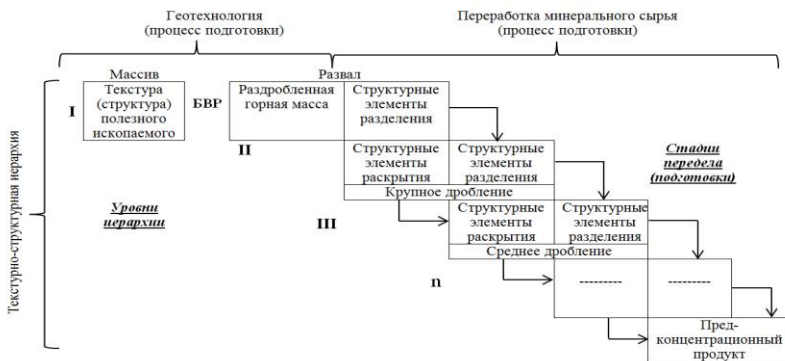 Геотехнология
(процесс подготовки)
Переработка минерального сырья
(процесс подготовки)
Массив
Развал
Текстурно-структурная иерархия
I
Текстура
(структура)
полезного
ископаемого
БВР
Раздробленная
горная масса
Структурные
элементы
разделения
II
Структурные
элементы
раскрытия
Структурные
элементы
разделения
Крупное дробление
Стадии
передела
(подготовки)
Уровни
иерархии
III
Структурные
элементы
раскрытия
Структурные
элементы
разделения
Среднее дробление
n
---------
---------
Пред-
концентрационный
продукт